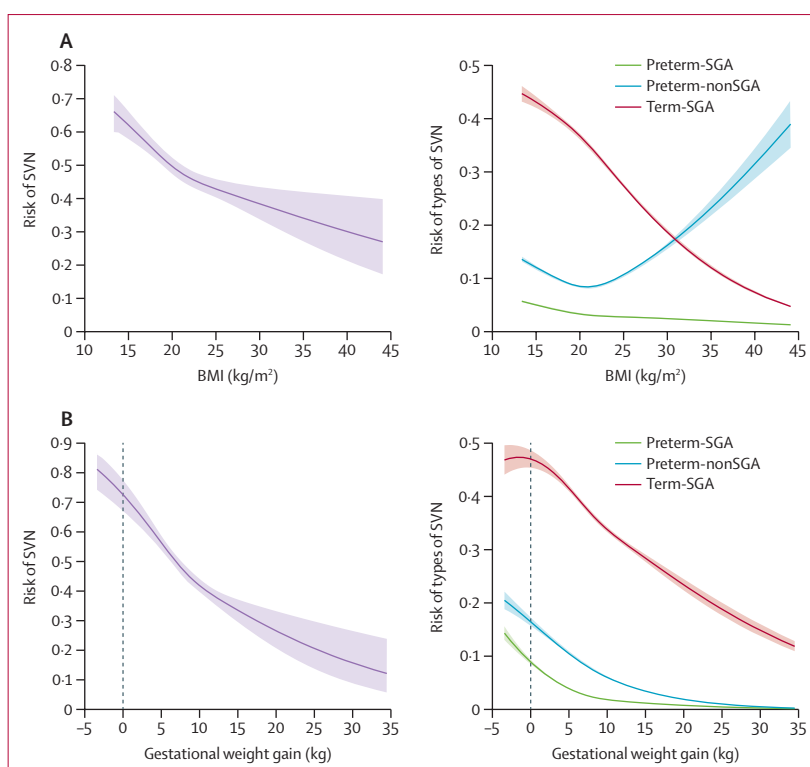 A
0·8
0·7
0·6
0·5
0·4
0·3
0·2
0·1
0
10 15 20 25 30 35 40 45
Risk of SVN
BMI (kg/m²)
Preterm-SGA
Preterm-nonSGA
Term-SGA
0·5
0·4
0·3
0·2
0·1
0
10 15 20 25 30 35 40 45
Risk of types of SVN
BMI (kg/m²)
B
0·9
0·8
0·7
0·6
0·5
0·4
0·3
0·2
0·1
0
–5 0 5 10 15 20 25 30 35
Risk of SVN
Gestational weight gain (kg)
Preterm-SGA
Preterm-nonSGA
Term-SGA
0·5
0·4
0·3
0·2
0·1
0
–5 0 5 10 15 20 25 30 35
Risk of types of SVN
Gestational weight gain (kg)